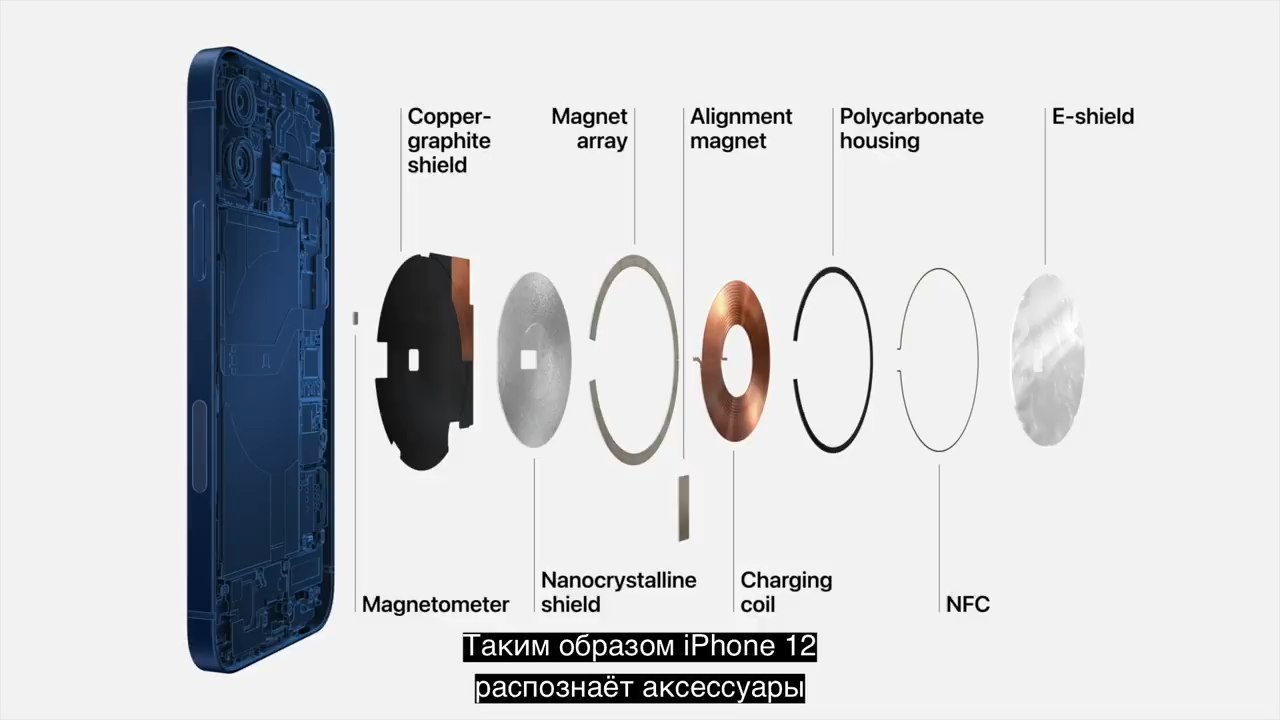 Copper-
graphite
shield
Magnet
array
Alignment
magnet
Polycarbonate
housing
E-shield
Magnetometer
Nanocrystalline
shield
Charging
coil
NFC
Таким образом iPhone 12
распознаёт аксессуары